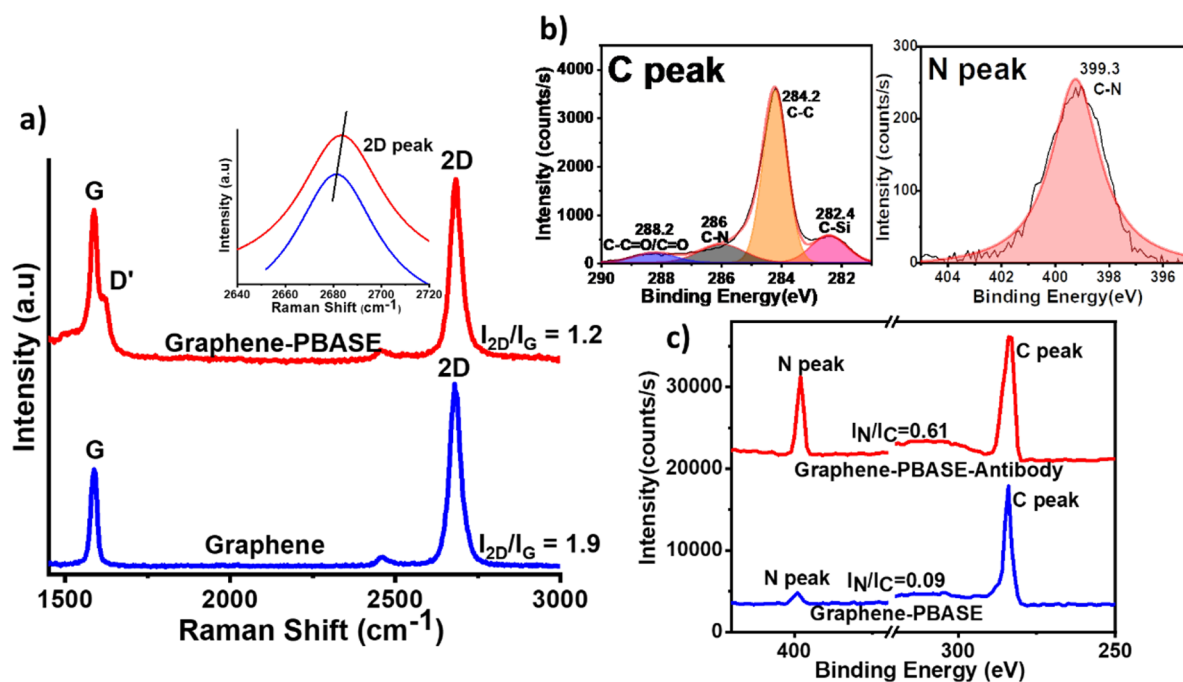 a)
Intensity (a.u)
G
D'
2D
Graphene-PBASE
I2D/IG = 1.2
G
2D
Graphene
I2D/IG = 1.9
1500 2000 2500 3000
Raman Shift (cm-1)
Intensity (a.u)
2D peak
2640 2660 2680 2700 2720
Raman Shift (cm-1)
b)
C peak
Intensity (counts/s)
4000
3000
2000
1000
0
284.2
C-C
288.2
C-C=O/C=O
286
C-N
282.4
C-Si
290 288 286 284 282
Binding Energy(eV)
N peak
Intensity (counts/s)
300
200
100
0
399.3
C-N
404 402 400 398 396
Binding Energy(eV)
c)
Intensity(counts/s)
30000
20000
10000
0
N peak
C peak
IN/IC=0.61
Graphene-PBASE-Antibody
C peak
N peak
IN/IC=0.09
Graphene-PBASE
400 300 250
Binding Energy (eV)